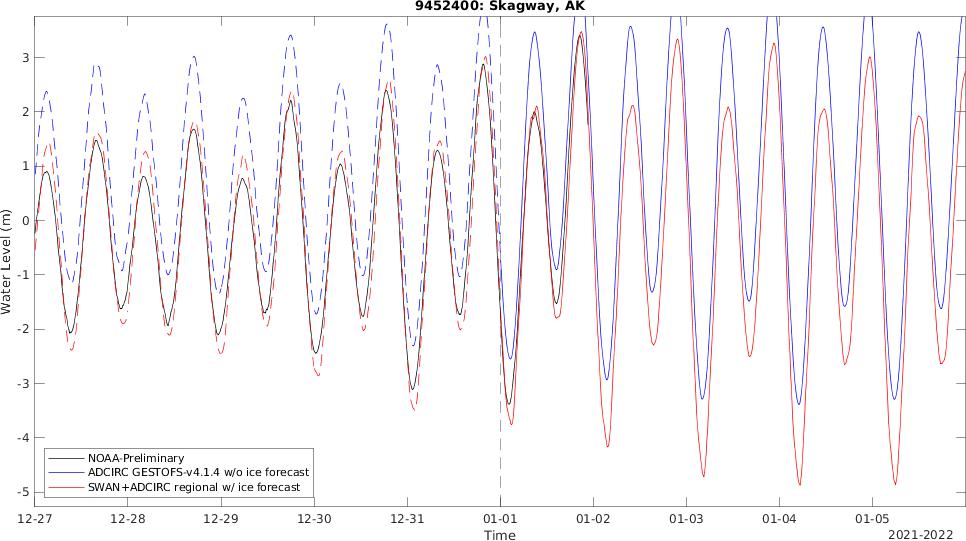 9452400: Skagway, AK
Water Level (m)
3
2
1
0
-1
-2
-3
-4
-5
NOAA-Preliminary
ADCIRC GESTOFS-v4.1.4 w/o ice forecast
SWAN+ADCIRC regional w/ ice forecast
12-27 12-28 12-29 12-30 12-31 01-01 01-02 01-03 01-04 01-05
Time
2021-2022